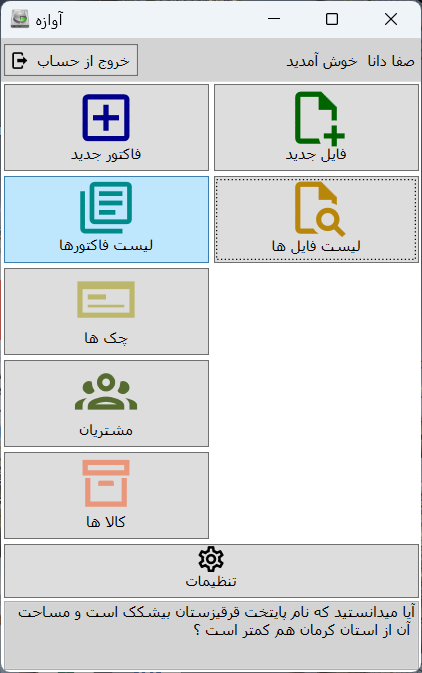 آوازه
صفا دانا خوش آمدید
خروج از حساب
فایل جدید
فاکتور جدید
لیست فایل ها
لیست فاکتورها
چک ها
مشتریان
کالا ها
تنظیمات
آیا میدانستید که نام پایتخت قرقیزستان بیشکک است و مساحت
آن از استان کرمان هم کمتر است ؟